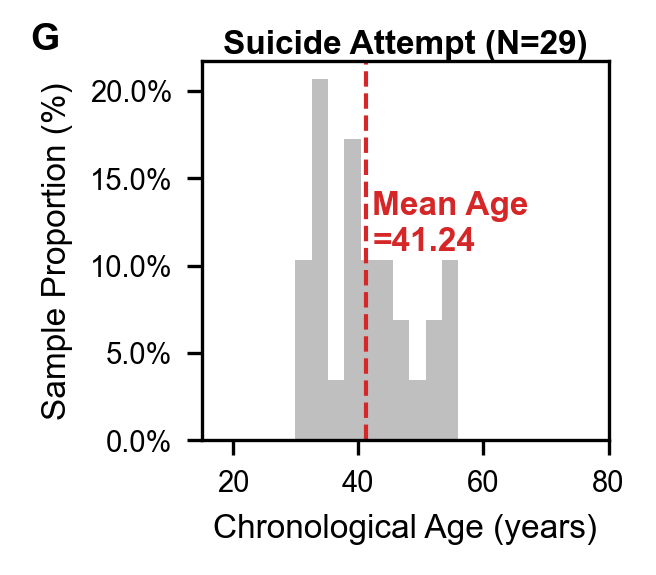 G
Suicide Attempt (N=29)
Sample Proportion (%)
20.0%
15.0%
10.0%
5.0%
0.0%
Mean Age
=41.24
20 40 60 80
Chronological Age (years)